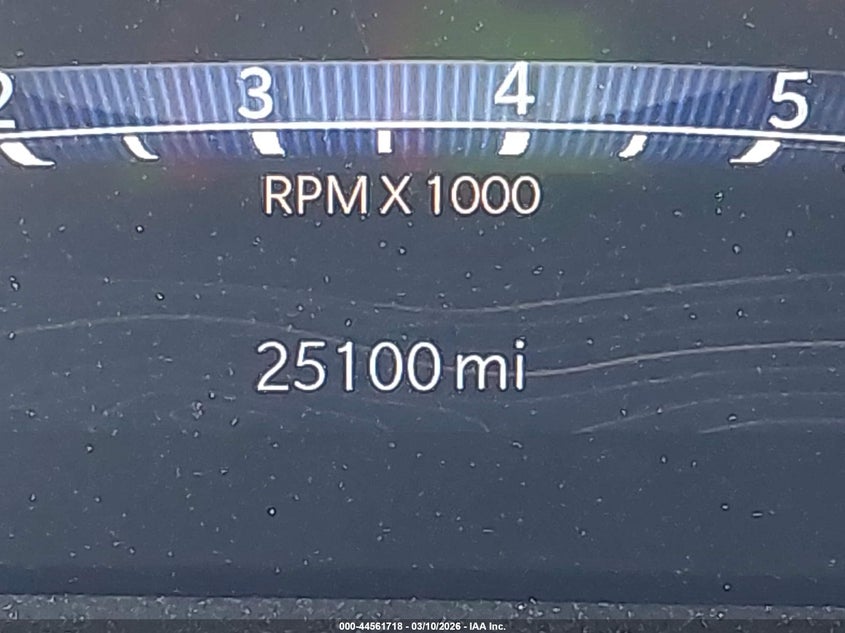 2 3 4 5
RPM X 1000
25100 mi
000-44561718 - 03/10/2026 - IAA Inc.